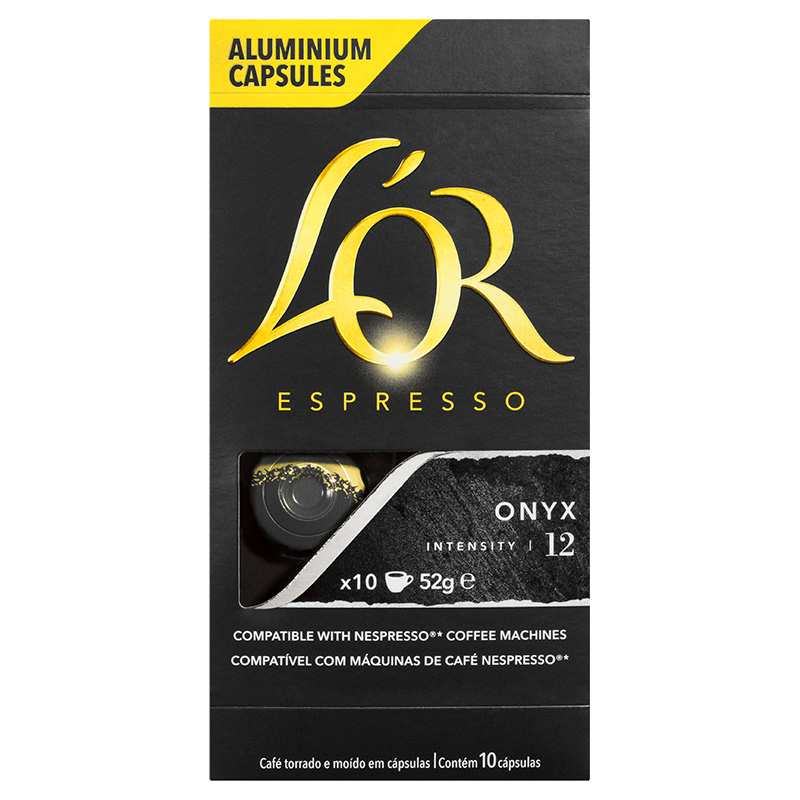 ALUMINIUM
CAPSULES
L'OR
ESPRESSO
ONYX
INTENSITY | 12
x10 52g ℮
COMPATIBLE WITH NESPRESSO®* COFFEE MACHINES
COMPATÍVEL COM MÁQUINAS DE CAFÉ NESPRESSO®*
Café torrado e moído em cápsulas | Contém 10 cápsulas